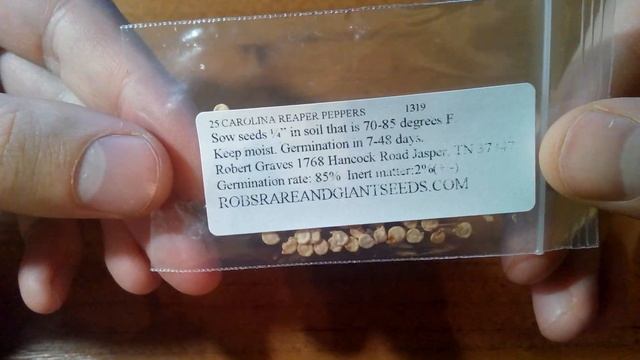 25 CAROLINA REAPER PEPPERS 1319
Sow seeds ¼" in soil that is 70-85 degrees F
Keep moist. Germination in 7-48 days.
Robert Graves 1768 Hancock Road Jasper, TN 37347
Germination rate: 85% Inert matter:2%(+-)
ROBSRAREANDGIANTSEEDS.COM